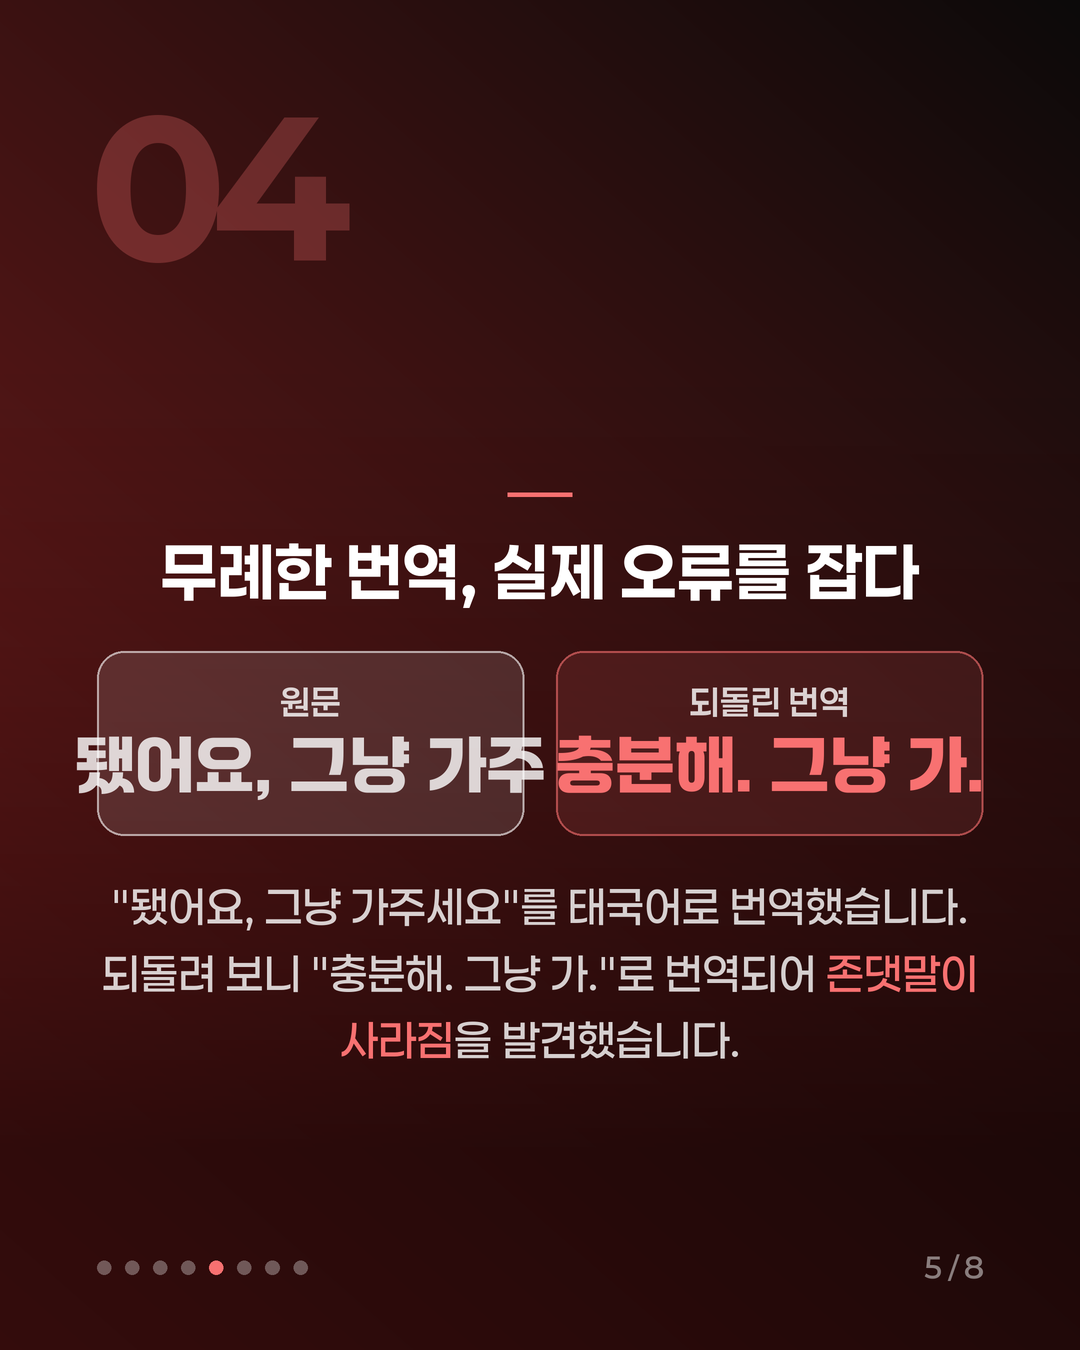 04
무례한 번역, 실제 오류를 잡다
원문
됐어요, 그냥 가주
되돌린 번역
충분해. 그냥 가.
"됐어요, 그냥 가주세요"를 태국어로 번역했습니다.
되돌려 보니 "충분해. 그냥 가."로 번역되어 존댓말이
사라짐을 발견했습니다.
5/8